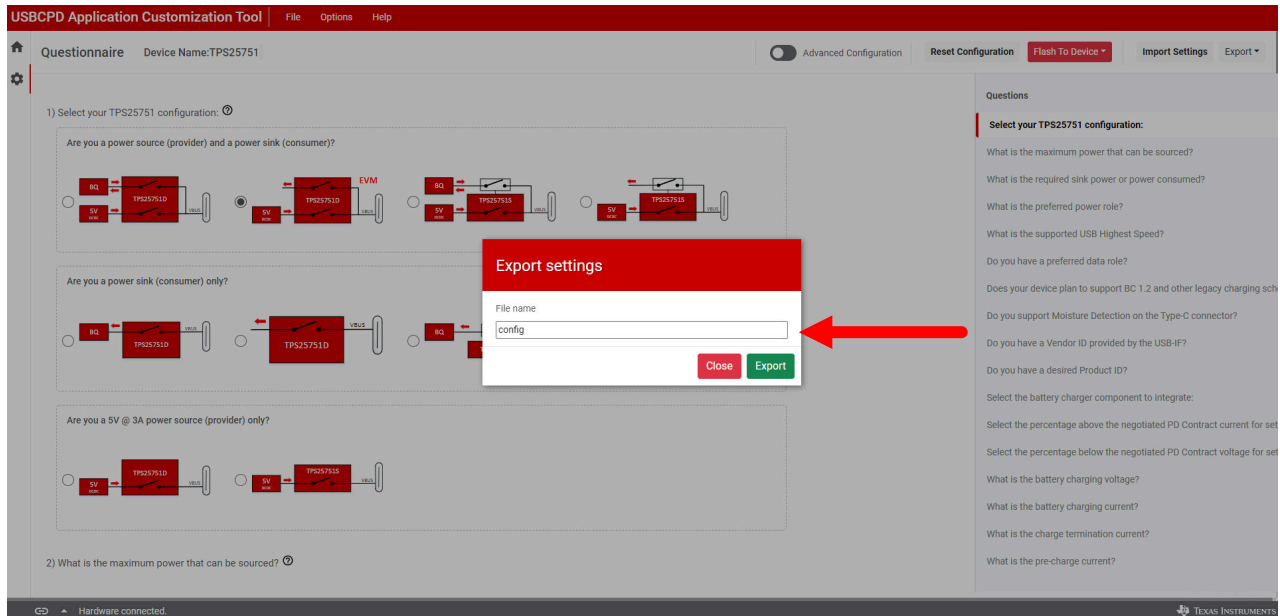 USBCPD Application Customization Tool File Options Help
Questionnaire Device Name:TPS25751 Advanced Configuration Reset Configuration Flash To Device Import Settings Export
1) Select your TPS25751 configuration:
Are you a power source (provider) and a power sink (consumer)?
BQ
TPS25751D
5V
DCDC
VBUS
EVM
TPS25751D
5V
DCDC
VBUS
BQ
TPS25751S
5V
DCDC
VBUS
TPS25751S
5V
DCDC
VBUS
Are you a power sink (consumer) only?
BQ
TPS25751D
VBUS
TPS25751D
VBUS
BQ
Are you a 5V @ 3A power source (provider) only?
TPS25751D
5V
DCDC
VBUS
TPS25751S
5V
DCDC
VBUS
2) What is the maximum power that can be sourced?
Export settings
File name
config
Close Export
Questions
Select your TPS25751 configuration:
What is the maximum power that can be sourced?
What is the required sink power or power consumed?
What is the preferred power role?
What is the supported USB Highest Speed?
Do you have a preferred data role?
Does your device plan to support BC 1.2 and other legacy charging sch
Do you support Moisture Detection on the Type-C connector?
Do you have a Vendor ID provided by the USB-IF?
Do you have a desired Product ID?
Select the battery charger component to integrate:
Select the percentage above the negotiated PD Contract current for set
Select the percentage below the negotiated PD Contract voltage for set
What is the battery charging voltage?
What is the battery charging current?
What is the charge termination current?
What is the pre-charge current?
Hardware connected. TEXAS INSTRUMENTS